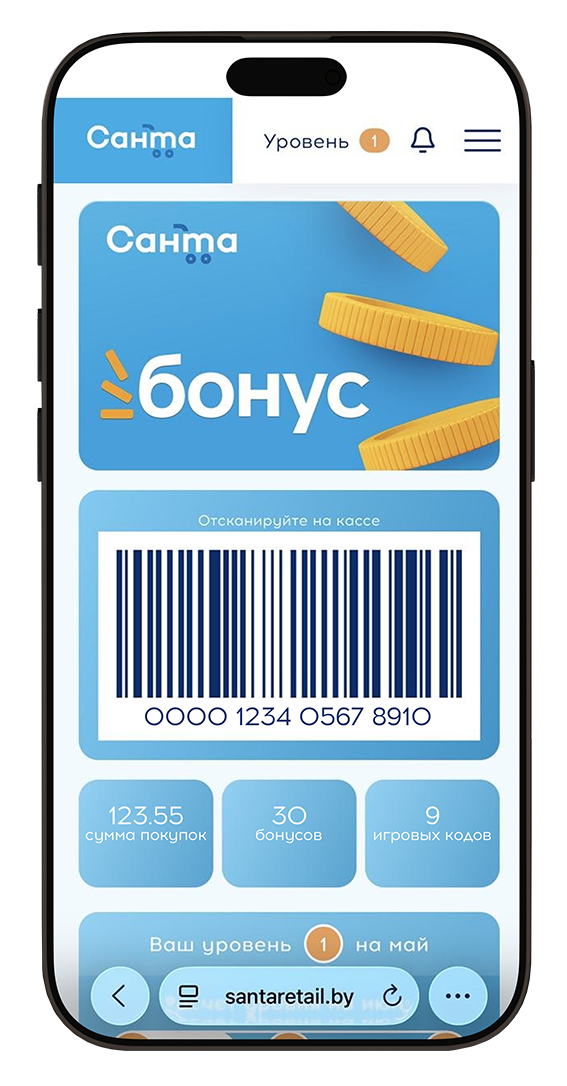 Санта
Уровень 1
Санта
бонус
Отсканируйте на кассе
0000 1234 0567 8910
123.55
сумма покупок
30
бонусов
9
игровых кодов
Ваш уровень 1 на май
santaretail.by